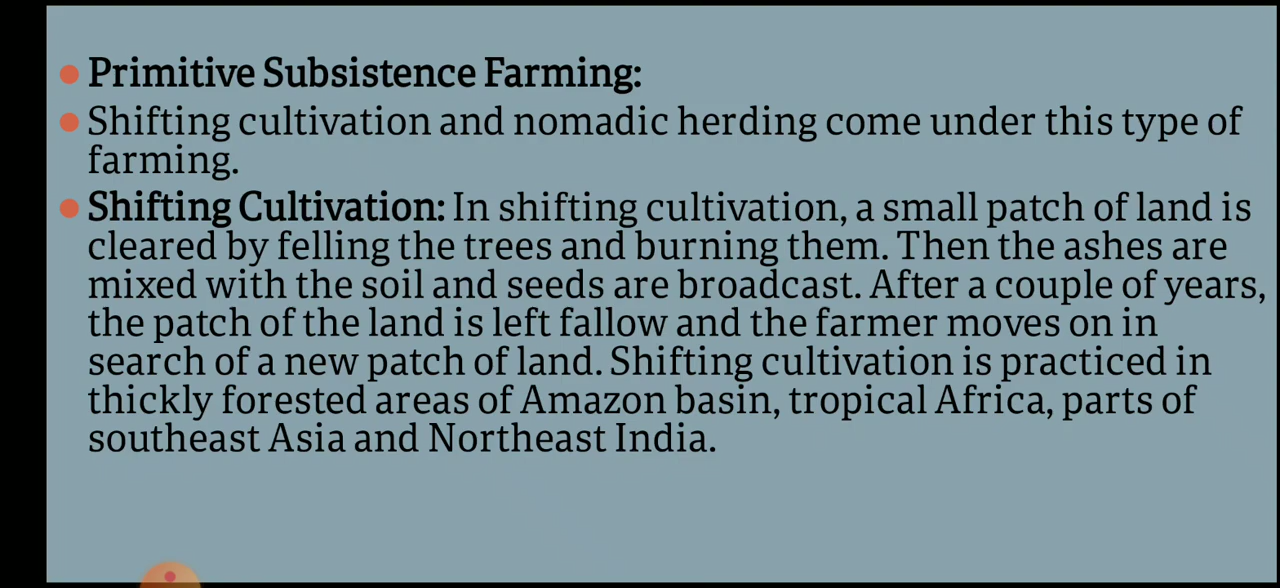 Primitive Subsistence Farming:
Shifting cultivation and nomadic herding come under this type of
farming.
Shifting Cultivation: In shifting cultivation, a small patch of land is
cleared by felling the trees and burning them. Then the ashes are
mixed with the soil and seeds are broadcast. After a couple of years,
the patch of the land is left fallow and the farmer moves on in
search of a new patch of land. Shifting cultivation is practiced in
thickly forested areas of Amazon basin, tropical Africa, parts of
southeast Asia and Northeast India.